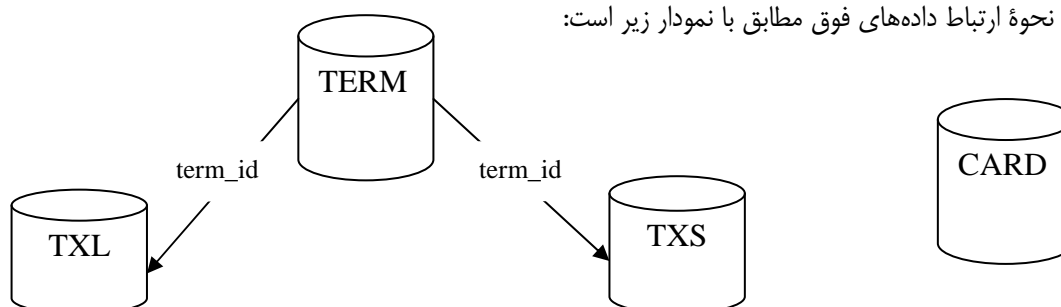 نحوهٔ ارتباط داده‌های فوق مطابق با نمودار زیر است:
TERM
CARD
term_id
term_id
TXL
TXS